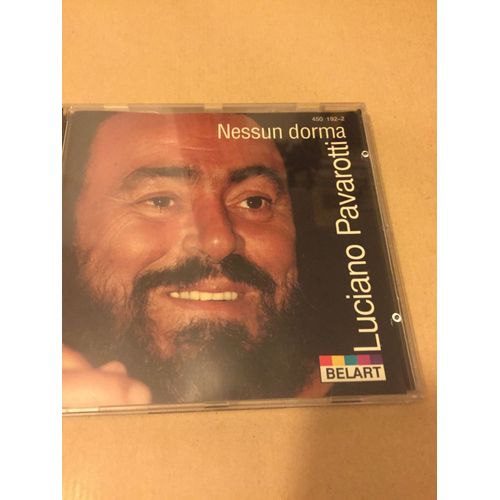 450 192-2
Nessun dorma
Luciano Pavarotti
BELART